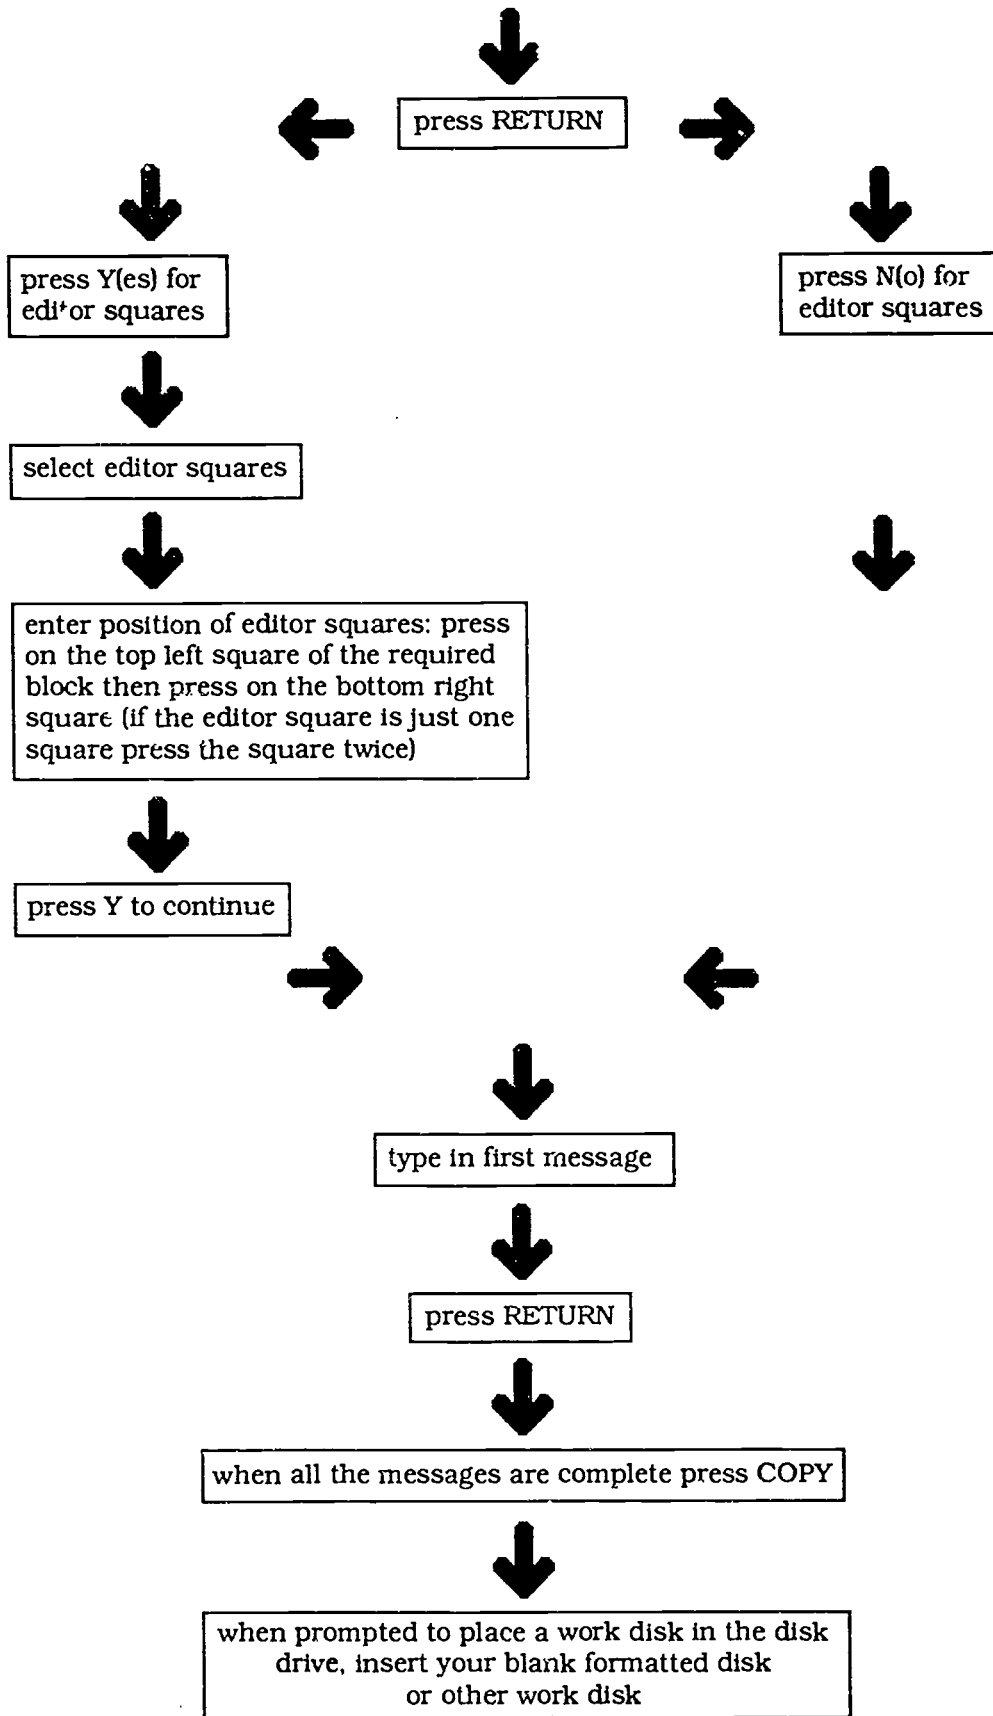 press RETURN
press Y(es) for
editor squares
press N(o) for
editor squares
select editor squares
enter position of editor squares: press
on the top left square of the required
block then press on the bottom right
square (if the editor square is just one
square press the square twice)
press Y to continue
type in first message
press RETURN
when all the messages are complete press COPY
when prompted to place a work disk in the disk
drive, insert your blank formatted disk
or other work disk